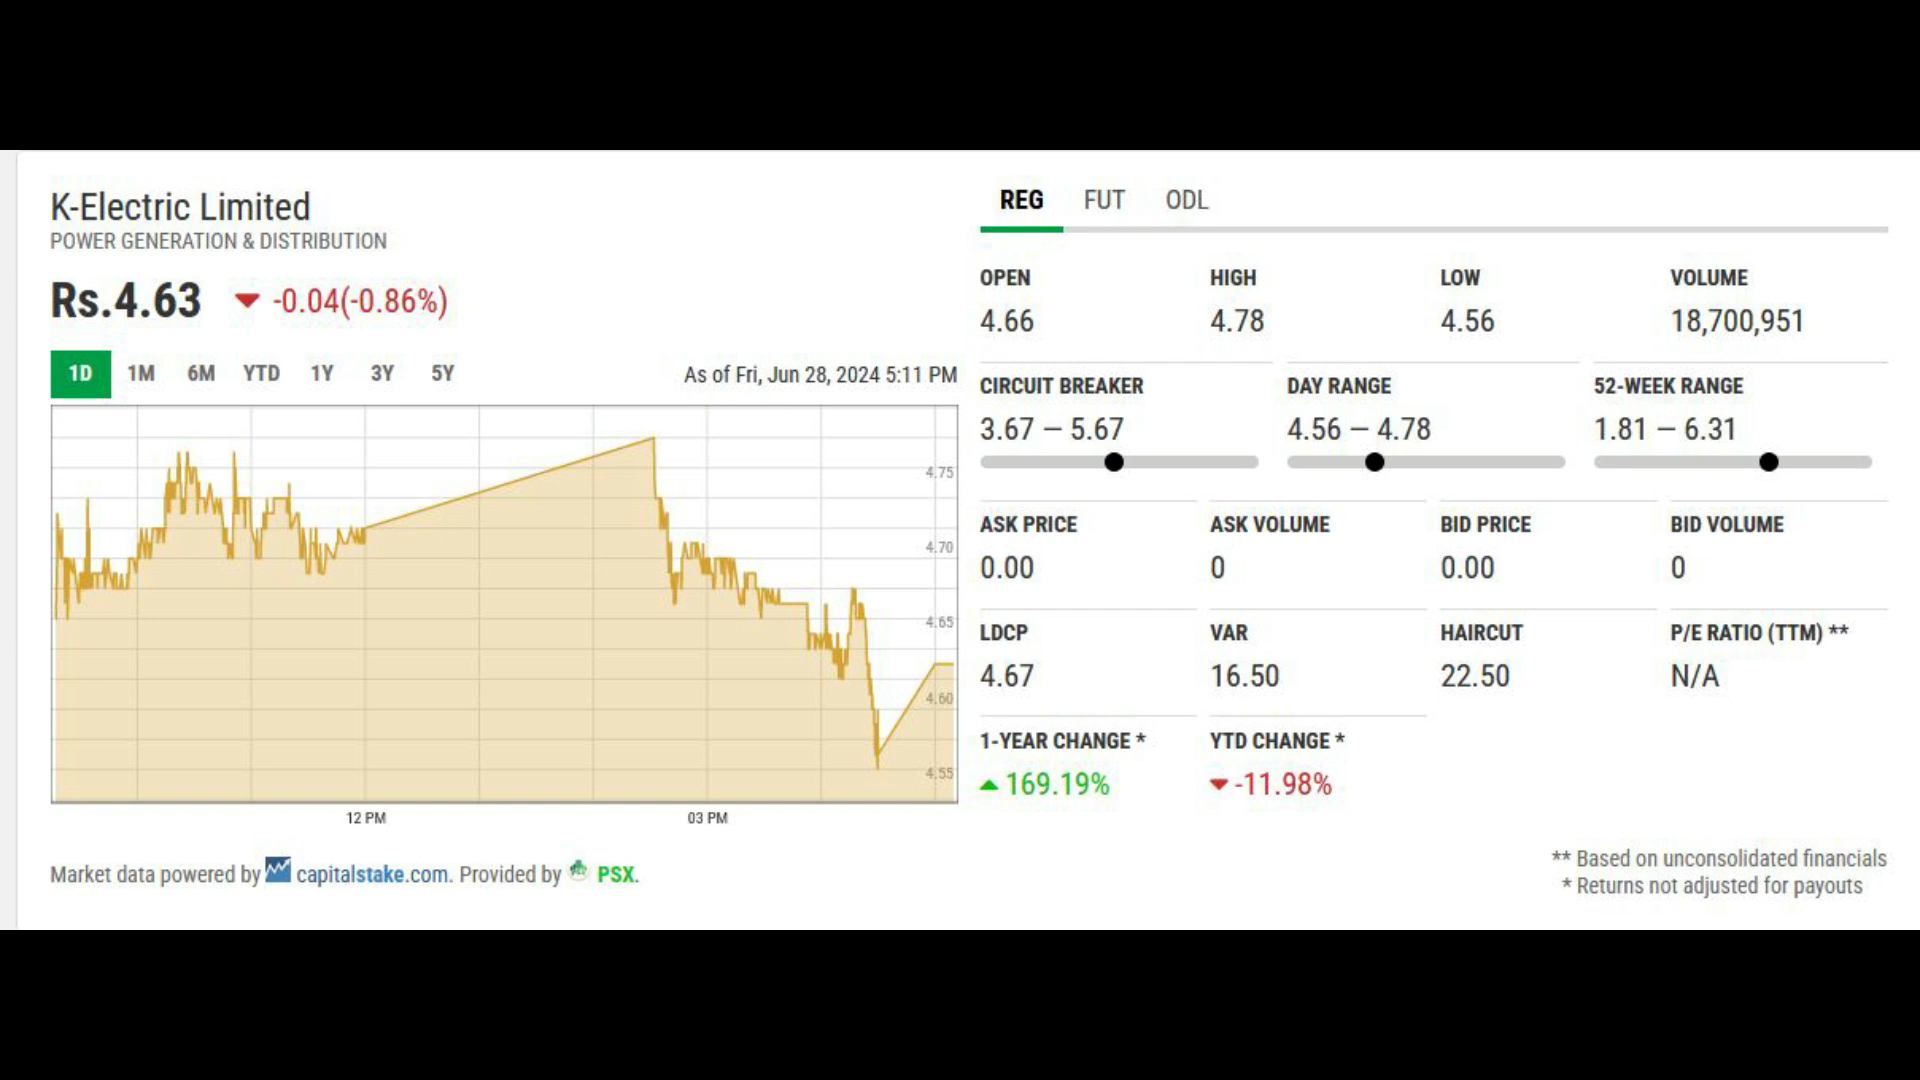 K-Electric Limited
POWER GENERATION & DISTRIBUTION
Rs.4.63 ▼ -0.04(-0.86%)
1D 1M 6M YTD 1Y 3Y 5Y
As of Fri, Jun 28, 2024 5:11 PM
4.75
4.70
4.65
4.60
4.55
12 PM 03 PM
Market data powered by capitalstake.com. Provided by PSX.
REG FUT ODL
OPEN HIGH LOW VOLUME
4.66 4.78 4.56 18,700,951
CIRCUIT BREAKER DAY RANGE 52-WEEK RANGE
3.67 — 5.67 4.56 — 4.78 1.81 — 6.31
ASK PRICE ASK VOLUME BID PRICE BID VOLUME
0.00 0 0.00 0
LDCP VAR HAIRCUT P/E RATIO (TTM) **
4.67 16.50 22.50 N/A
1-YEAR CHANGE * YTD CHANGE *
▲ 169.19% ▼ -11.98%
** Based on unconsolidated financials
* Returns not adjusted for payouts